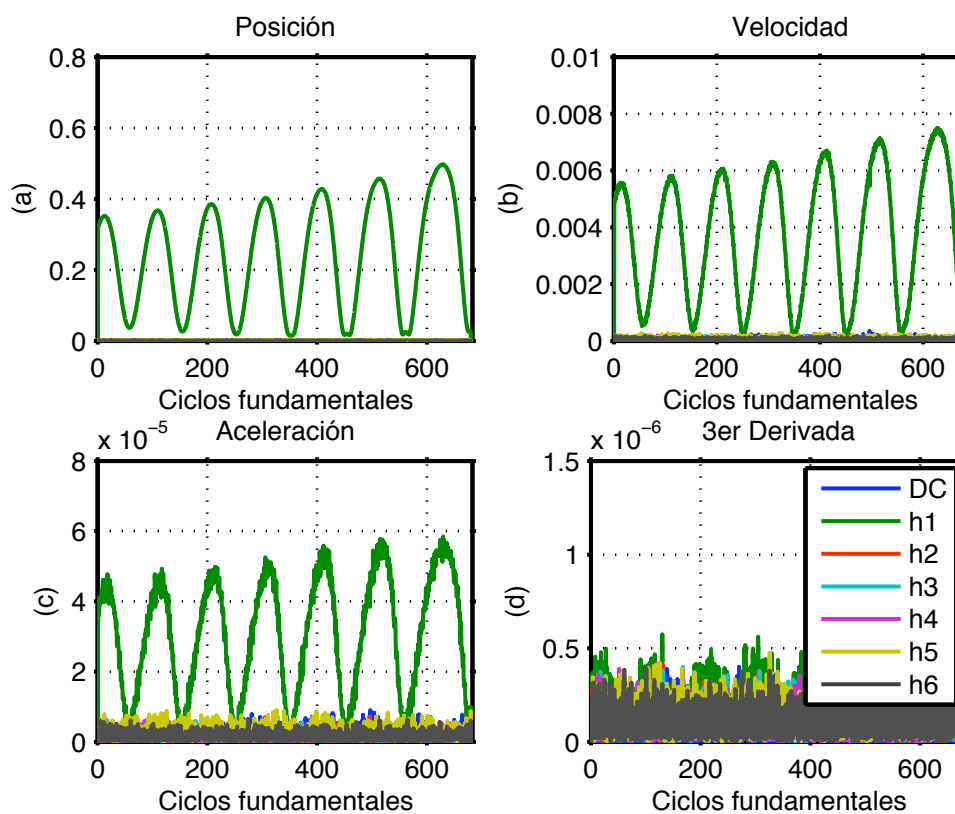 Posición
0.8
0.6
0.4
0.2
0
(a)
0
200
400
600
Ciclos fundamentales
Velocidad
0.01
0.008
0.006
0.004
0.002
0
(b)
0
200
400
600
Ciclos fundamentales
x 10⁻⁵
Aceleración
8
6
4
2
0
(c)
0
200
400
600
Ciclos fundamentales
x 10⁻⁶
3er Derivada
1.5
1
0.5
0
(d)
0
200
400
600
Ciclos fundamentales
DC
h1
h2
h3
h4
h5
h6